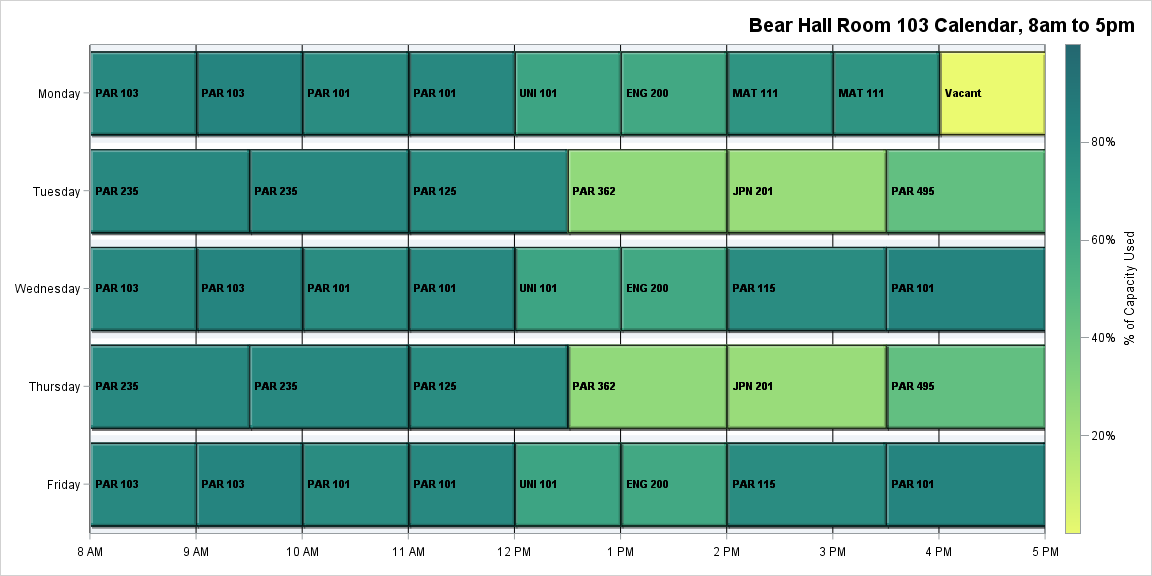 Bear Hall Room 103 Calendar, 8am to 5pm
Monday
PAR 103
PAR 103
PAR 101
PAR 101
UNI 101
ENG 200
MAT 111
MAT 111
Vacant
Tuesday
PAR 235
PAR 235
PAR 125
PAR 362
JPN 201
PAR 495
Wednesday
PAR 103
PAR 103
PAR 101
PAR 101
UNI 101
ENG 200
PAR 115
PAR 101
Thursday
PAR 235
PAR 235
PAR 125
PAR 362
JPN 201
PAR 495
Friday
PAR 103
PAR 103
PAR 101
PAR 101
UNI 101
ENG 200
PAR 115
PAR 101
8 AM
9 AM
10 AM
11 AM
12 PM
1 PM
2 PM
3 PM
4 PM
5 PM
80%
60%
40%
20%
% of Capacity Used